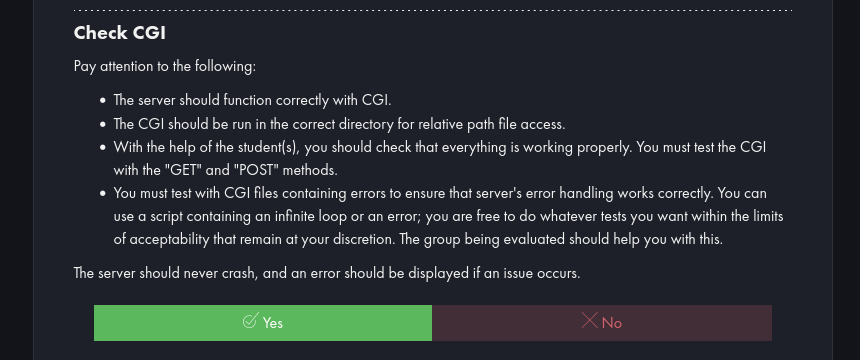 Check CGI
Pay attention to the following:
The server should function correctly with CGI.
The CGI should be run in the correct directory for relative path file access.
With the help of the student(s), you should check that everything is working properly. You must test the CGI
with the "GET" and "POST" methods.
You must test with CGI files containing errors to ensure that server's error handling works correctly. You can
use a script containing an infinite loop or an error; you are free to do whatever tests you want within the limits
of acceptability that remain at your discretion. The group being evaluated should help you with this.
The server should never crash, and an error should be displayed if an issue occurs.
Yes
No